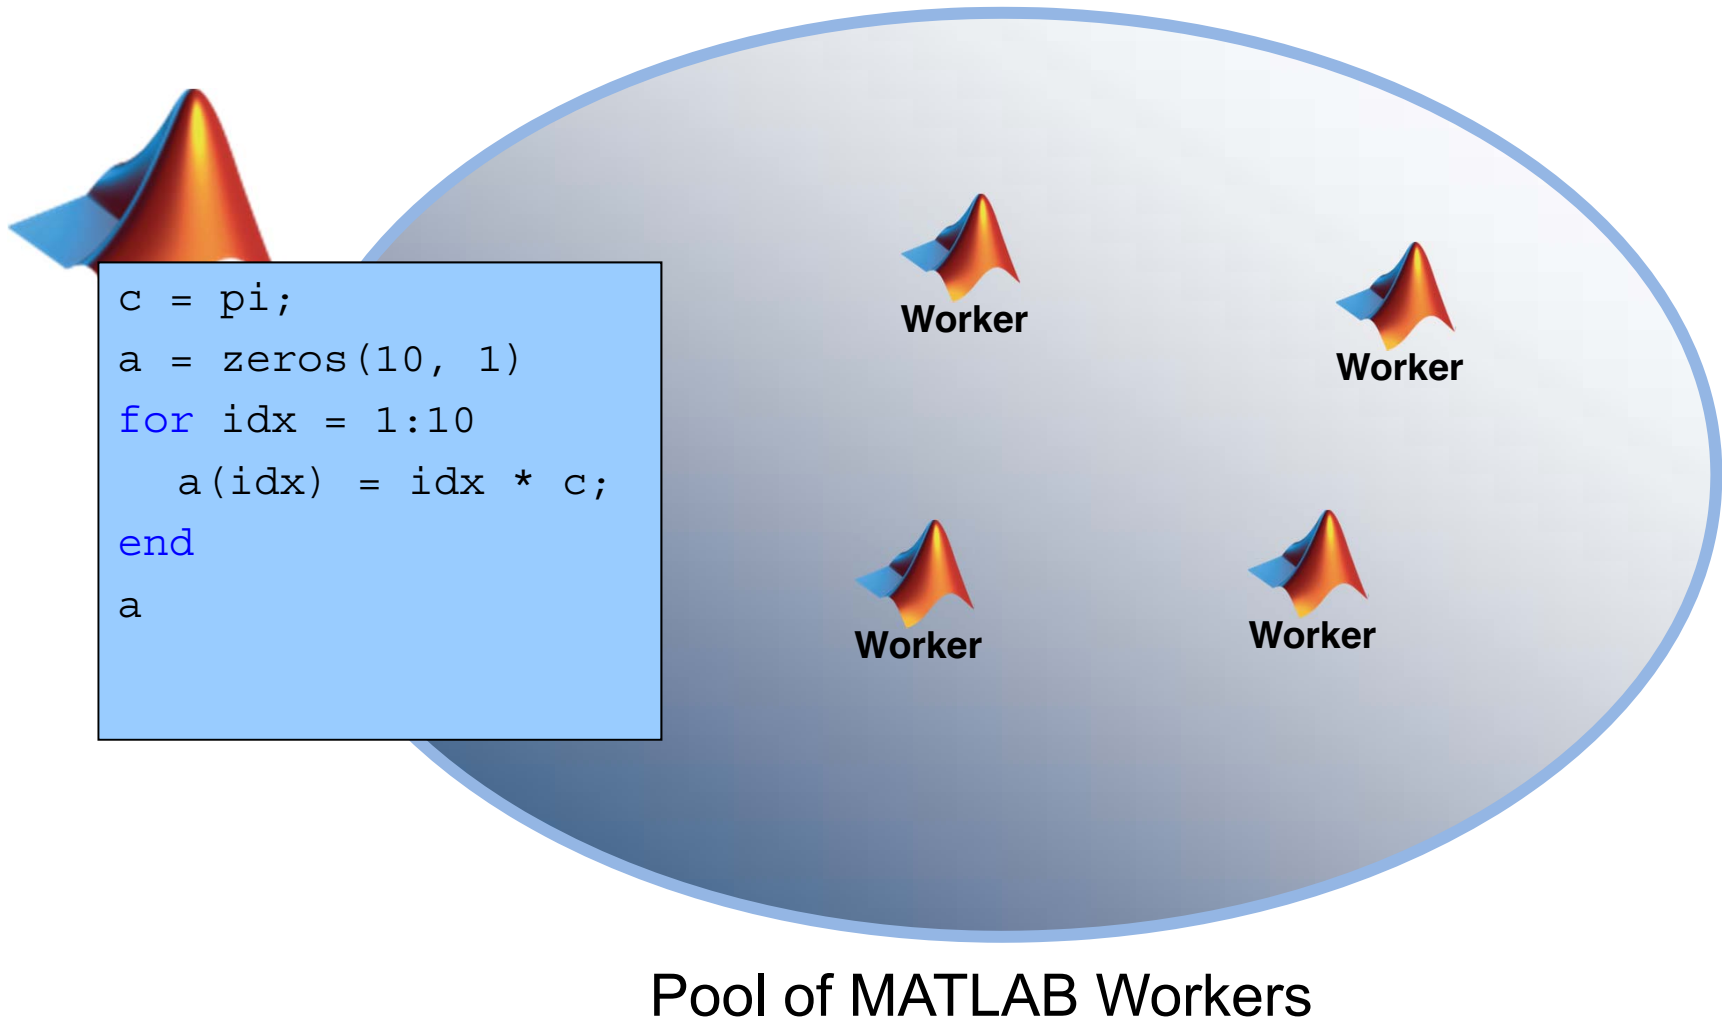 c = pi;
a = zeros(10, 1)
for idx = 1:10
a(idx) = idx * c;
end
a
Worker
Worker
Worker
Worker
Pool of MATLAB Workers